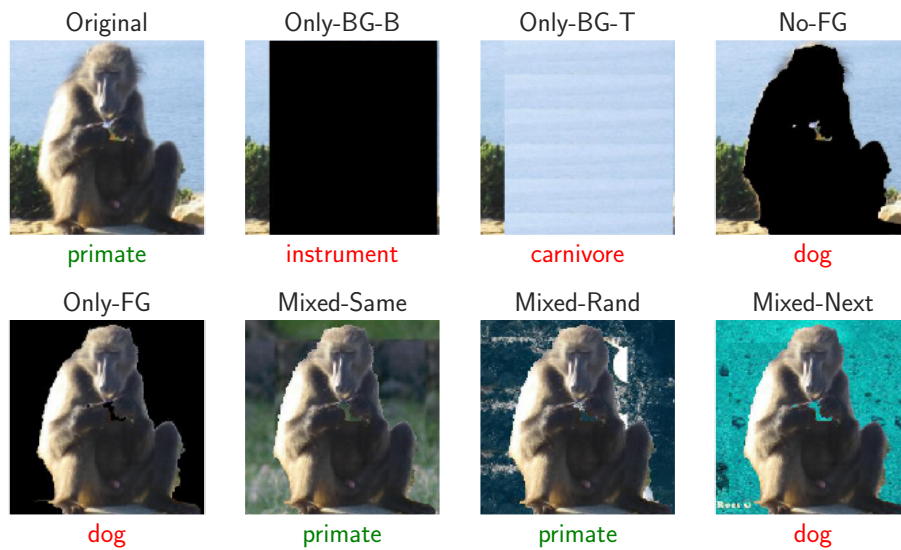 Original Only-BG-B Only-BG-T No-FG
primate instrument carnivore dog
Only-FG Mixed-Same Mixed-Rand Mixed-Next
dog primate primate dog